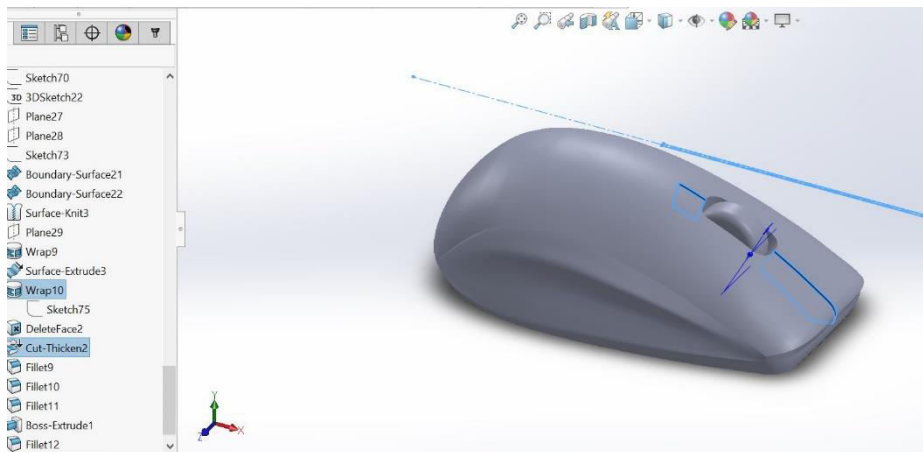 Sketch70
3D 3DSketch22
Plane27
Plane28
Sketch73
Boundary-Surface21
Boundary-Surface22
Surface-Knit3
Plane29
Wrap9
Surface-Extrude3
Wrap10
Sketch75
DeleteFace2
Cut-Thicken2
Fillet9
Fillet10
Fillet11
Boss-Extrude1
Fillet12
Y
X
Z